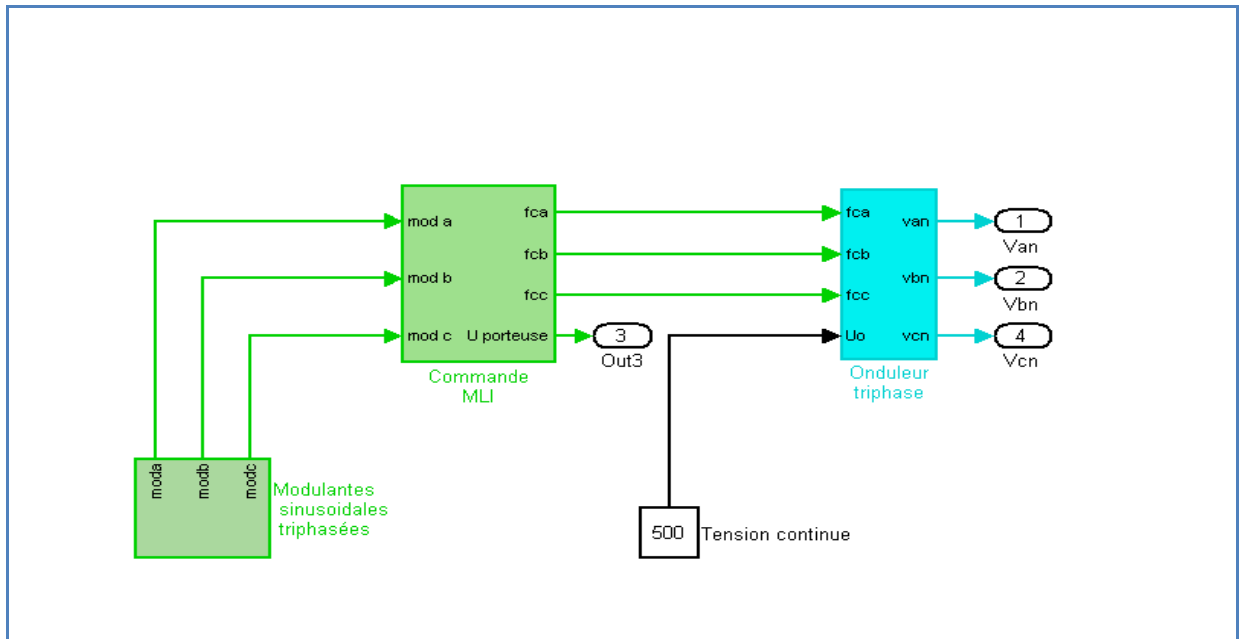 mod a
mod b
mod c
fca
fcb
fcc
U porteuse
Commande
MLI
3
Out3
fca
fcb
fcc
Uo
van
vbn
vcn
Onduleur
triphase
1
Van
2
Vbn
4
Vcn
moda
modb
modc
Modulantes
sinusoidales
triphasées
500
Tension continue